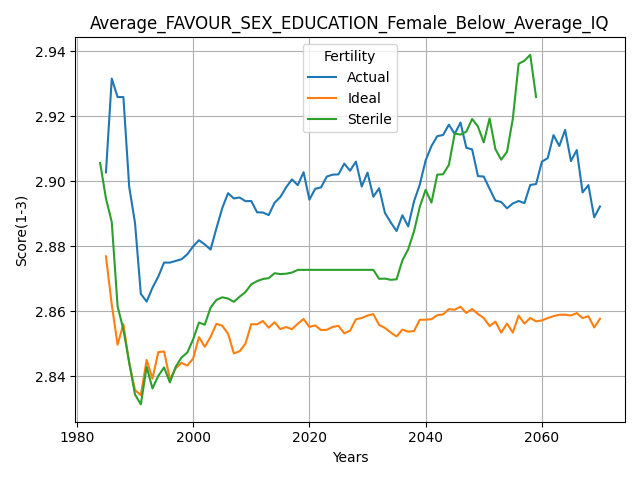 Average_FAVOUR_SEX_EDUCATION_Female_Below_Average_IQ
Fertility
Actual
Ideal
Sterile
Score(1-3)
2.94
2.92
2.90
2.88
2.86
2.84
1980
2000
2020
2040
2060
Years